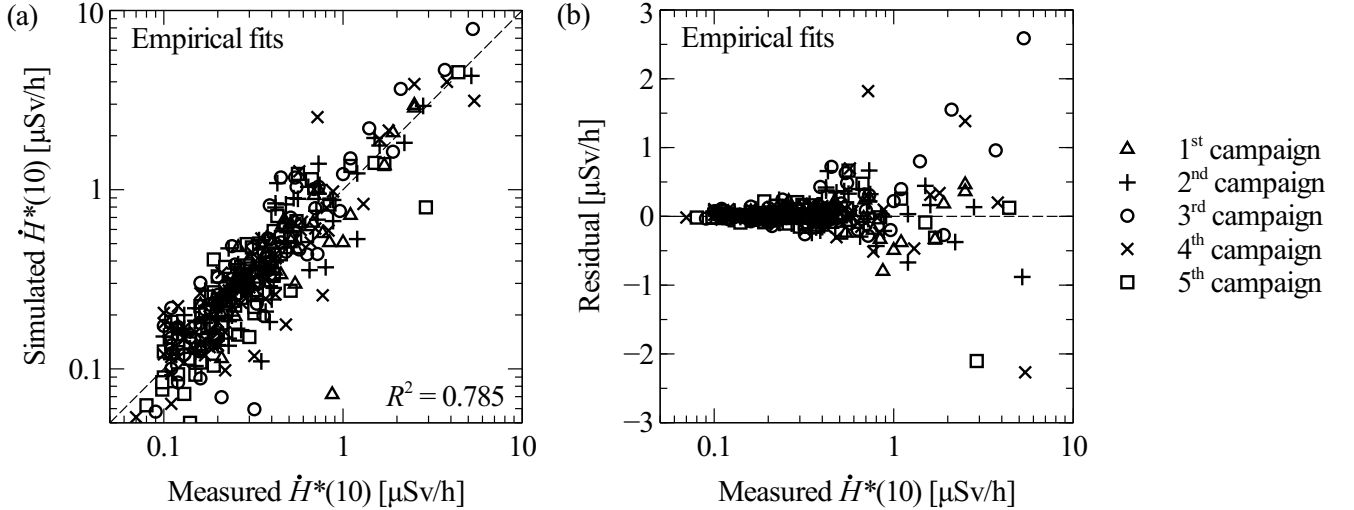 (a)
Empirical fits
Simulated Ḣ*(10) [μSv/h]
10
1
0.1
R² = 0.785
0.1
1
10
Measured Ḣ*(10) [μSv/h]
(b)
Empirical fits
Residual [μSv/h]
3
2
1
0
−1
−2
−3
0.1
1
10
Measured Ḣ*(10) [μSv/h]
1st campaign
2nd campaign
3rd campaign
4th campaign
5th campaign